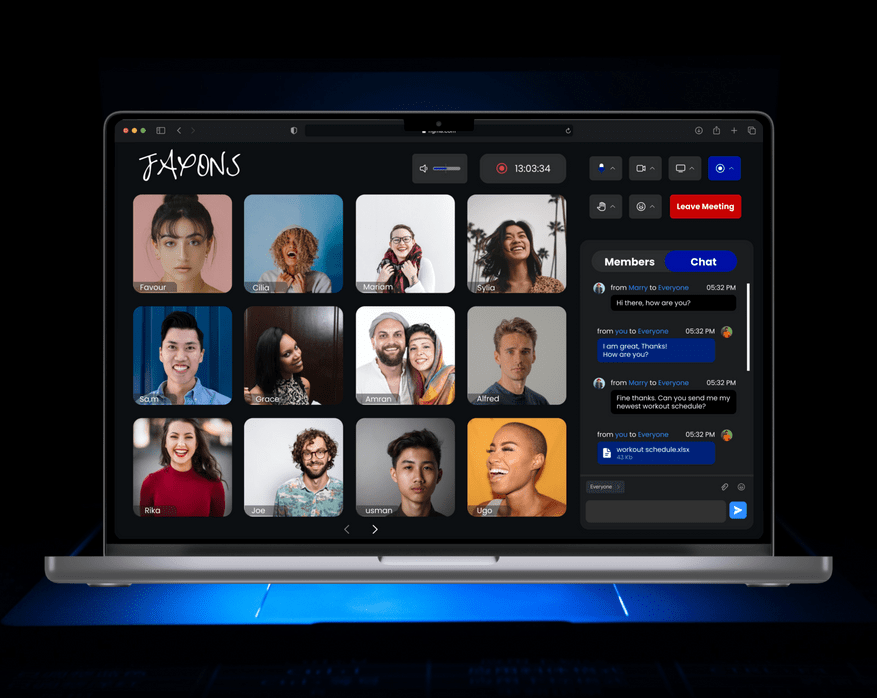 JAYONS
13:03:34
Leave Meeting
Favour
Cilia
Mariam
Sylia
Sam
Grace
Amran
Alfred
Rika
Joe
usman
Ugo
Members
Chat
from Marry to Everyone 05:32 PM
Hi there, how are you?
from you to Everyone 05:32 PM
I am great, Thanks!
How are you?
from Marry to Everyone 05:32 PM
Fine thanks. Can you send me my
newest workout schedule?
from you to Everyone 05:32 PM
workout schedule.xlsx
43 Kb
Everyone